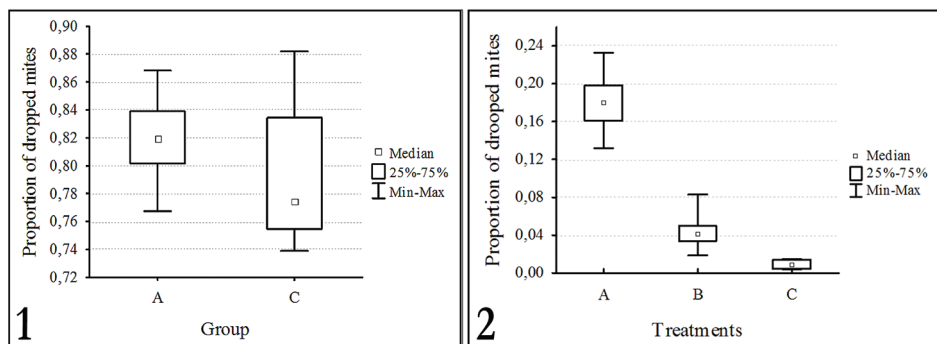 0,90
0,88
0,86
0,84
0,82
0,80
0,78
0,76
0,74
0,72
Proportion of dropped mites
A
C
Group
Median
25%-75%
Min-Max
1
0,24
0,20
0,16
0,12
0,08
0,04
0,00
Proportion of drooped mites
A
B
C
Treatments
Median
25%-75%
Min-Max
2